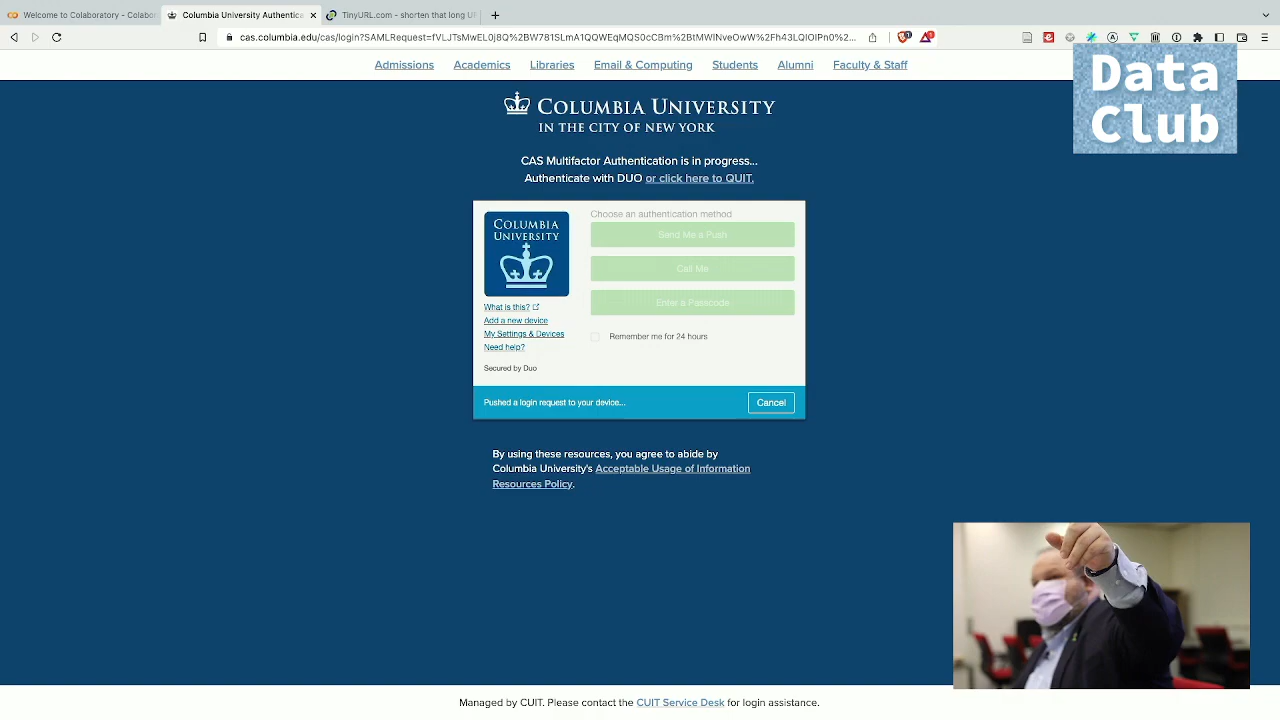 Welcome to Colaboratory - Colabor
Columbia University Authentica
TinyURL.com - shorten that long UR
Admissions
Academics
Libraries
Email & Computing
Students
Alumni
Faculty & Staff
Data
Club
COLUMBIA UNIVERSITY
IN THE CITY OF NEW YORK
CAS Multifactor Authentication is in progress...
Authenticate with DUO or click here to QUIT.
COLUMBIA
UNIVERSITY
What is this?
Add a new device
My Settings & Devices
Need help?
Secured by Duo
Choose an authentication method
Send Me a Push
Call Me
Enter a Passcode
Remember me for 24 hours
Pushed a login request to your device...
Cancel
By using these resources, you agree to abide by
Columbia University's Acceptable Usage of Information
Resources Policy.
Managed by CUIT. Please contact the CUIT Service Desk for login assistance.